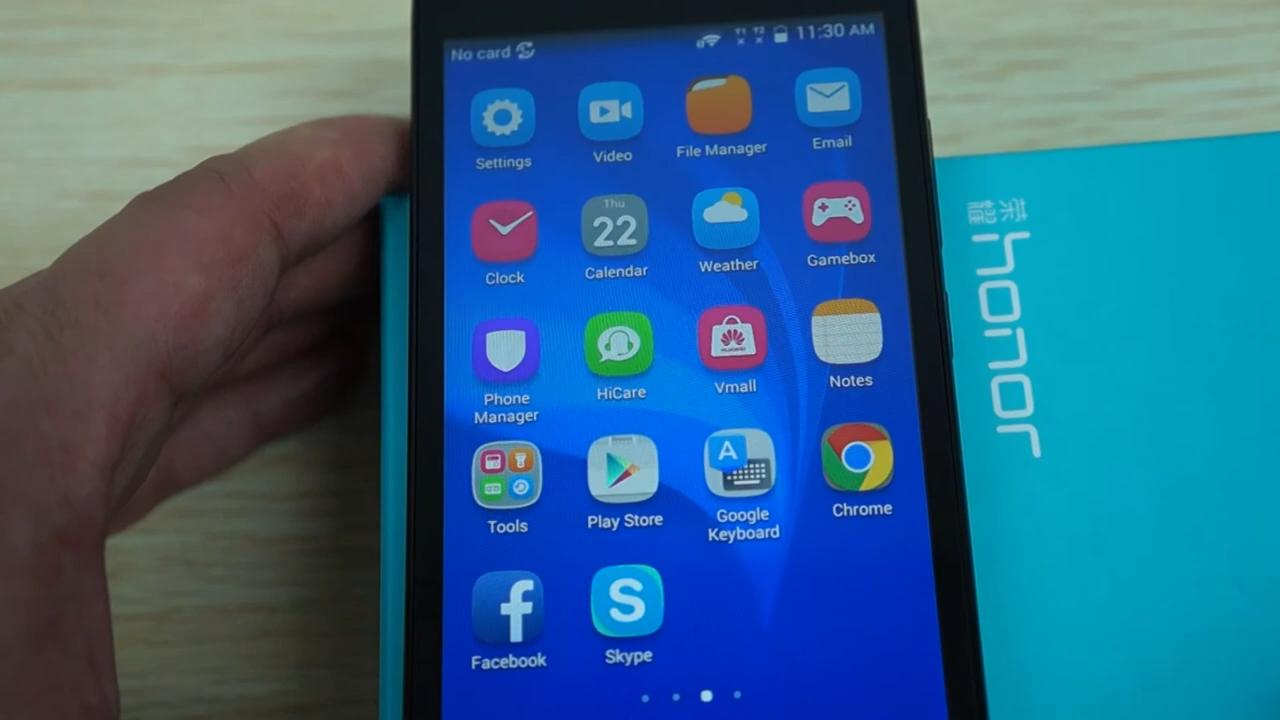 No card
11:30 AM
Settings
Video
File Manager
Email
Clock
Thu
22
Calendar
Weather
Gamebox
Phone
Manager
HiCare
HUAWEI
Vmall
Notes
Tools
Play Store
A
Google
Keyboard
Chrome
f
Facebook
S
Skype
荣耀
honor